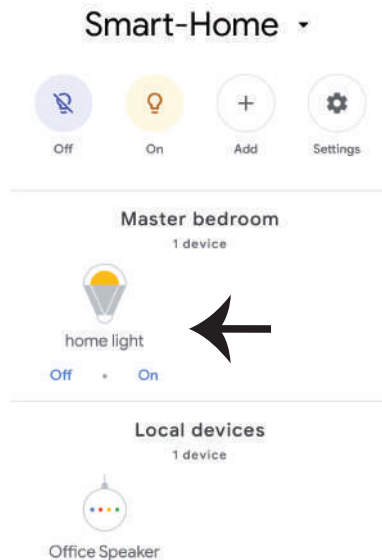 Smart-Home
Off On Add Settings
Master bedroom
1 device
home light
Off • On
Local devices
1 device
Office Speaker